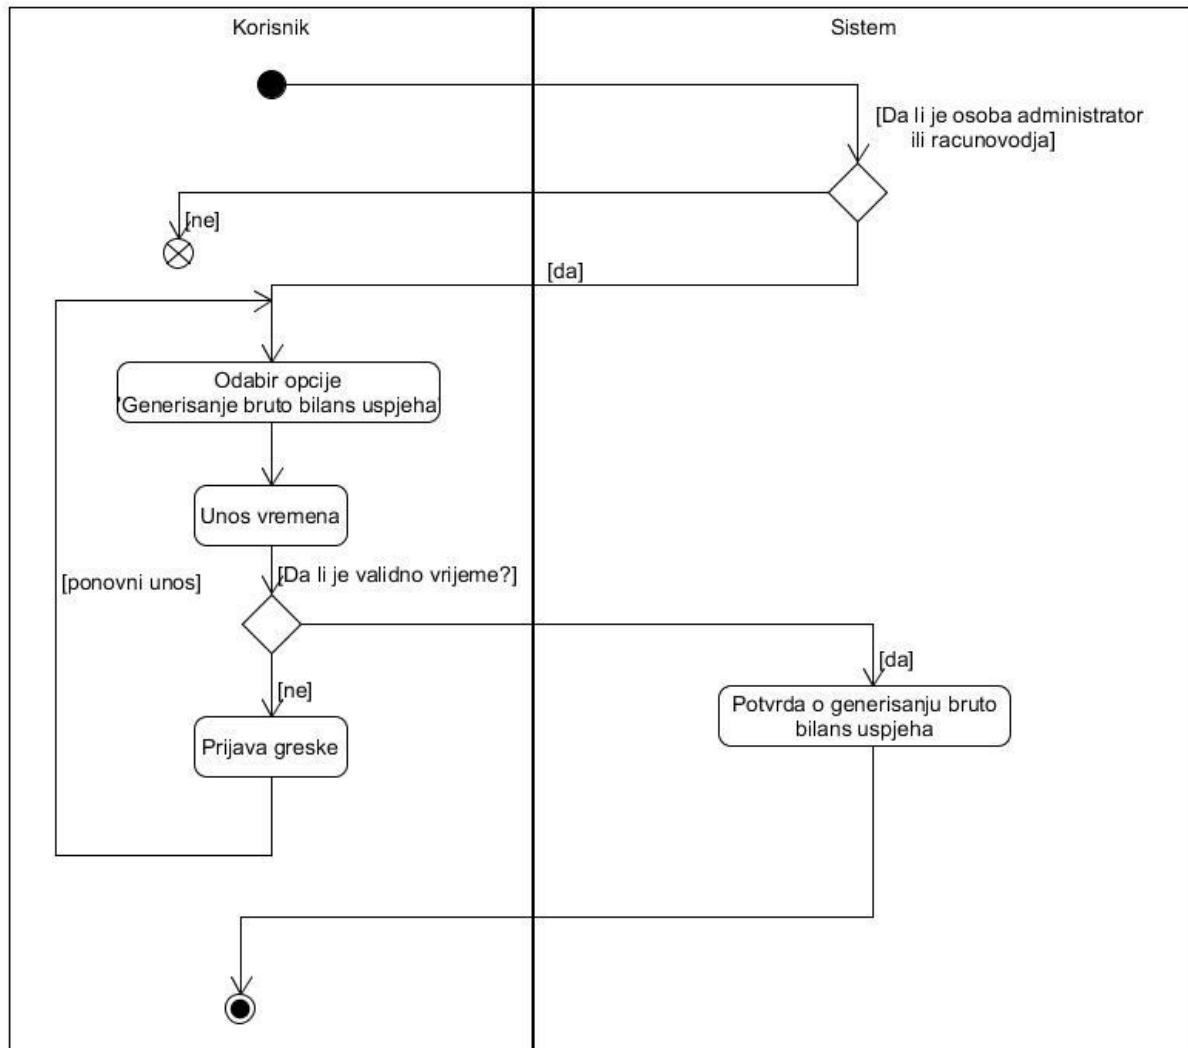 Korisnik
Sistem
[Da li je osoba administrator
ili racunovodja]
[ne]
[da]
Odabir opcije
'Generisanje bruto bilans uspjeha'
Unos vremena
[ponovni unos]
[Da li je validno vrijeme?]
[da]
[ne]
Potvrda o generisanju bruto
bilans uspjeha
Prijava greske